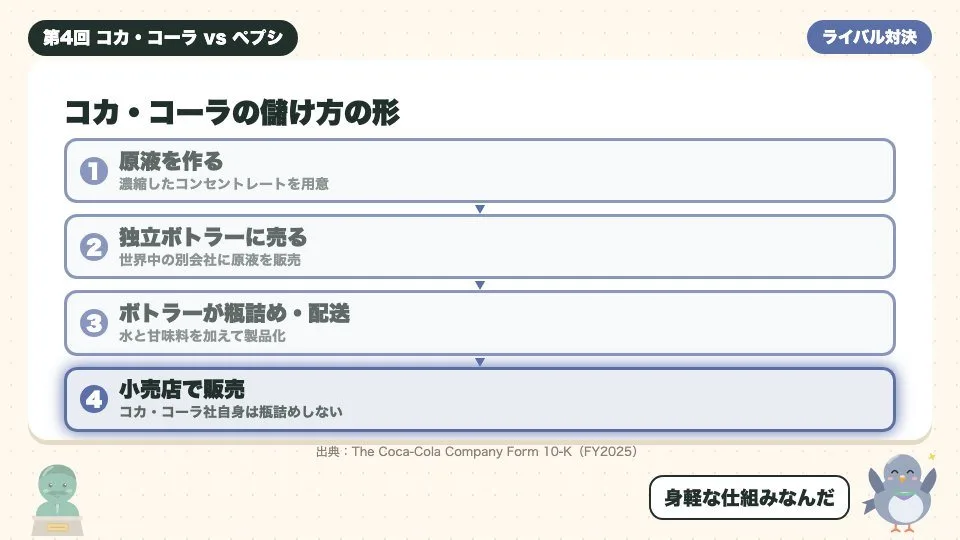 第4回 コカ・コーラ vs ペプシ
ライバル対決
コカ・コーラの儲け方の形
1 原液を作る
濃縮したコンセントレートを用意
2 独立ボトラーに売る
世界中の別会社に原液を販売
3 ボトラーが瓶詰め・配送
水と甘味料を加えて製品化
4 小売店で販売
コカ・コーラ社自身は瓶詰めしない
出典：The Coca-Cola Company Form 10-K（FY2025）
身軽な仕組みなんだ